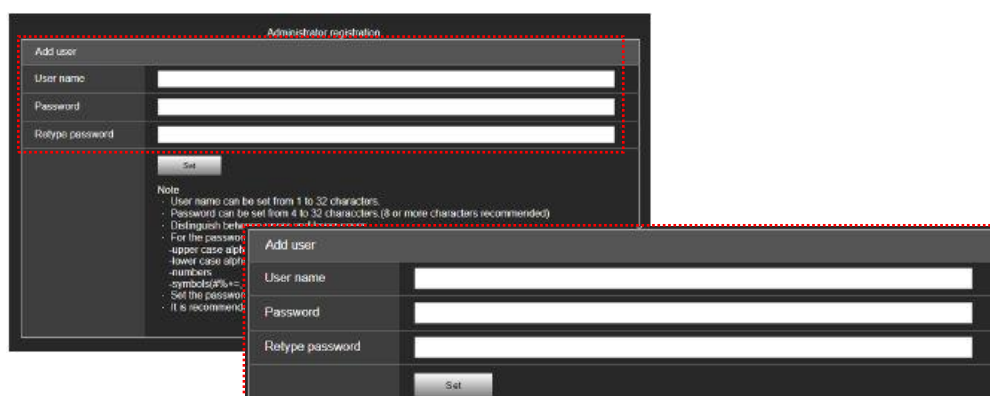 Administrator registration
Add user
User name
Password
Retype password
Set
Note
· User name can be set from 1 to 32 characters.
· Password can be set from 4 to 32 characters.(8 or more characters recommended)
· Distinguish between
· For the passwor
-upper case alph
-lower case alph
-numbers
-symbols(#%+=,
· Set the passwor
· It is recommend
Add user
User name
Password
Retype password
Set